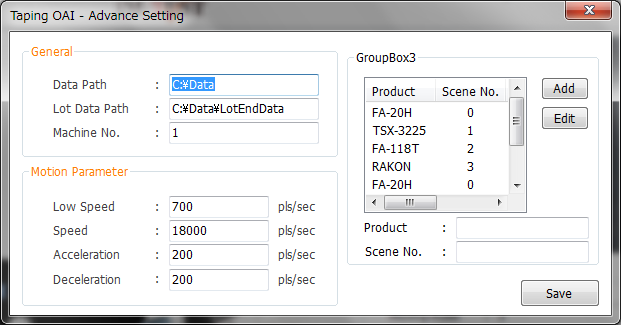 Taping OAI - Advance Setting
General
Data Path : C:¥Data
Lot Data Path : C:¥Data¥LotEndData
Machine No. : 1
Motion Parameter
Low Speed : 700 pls/sec
Speed : 18000 pls/sec
Accleration : 200 pls/sec
Deceleration : 200 pls/sec
GroupBox3
Product Scene No.
FA-20H 0
TSX-3225 1
FA-118T 2
RAKON 3
FA-20H 0
Add
Edit
Product :
Scene No. :
Save